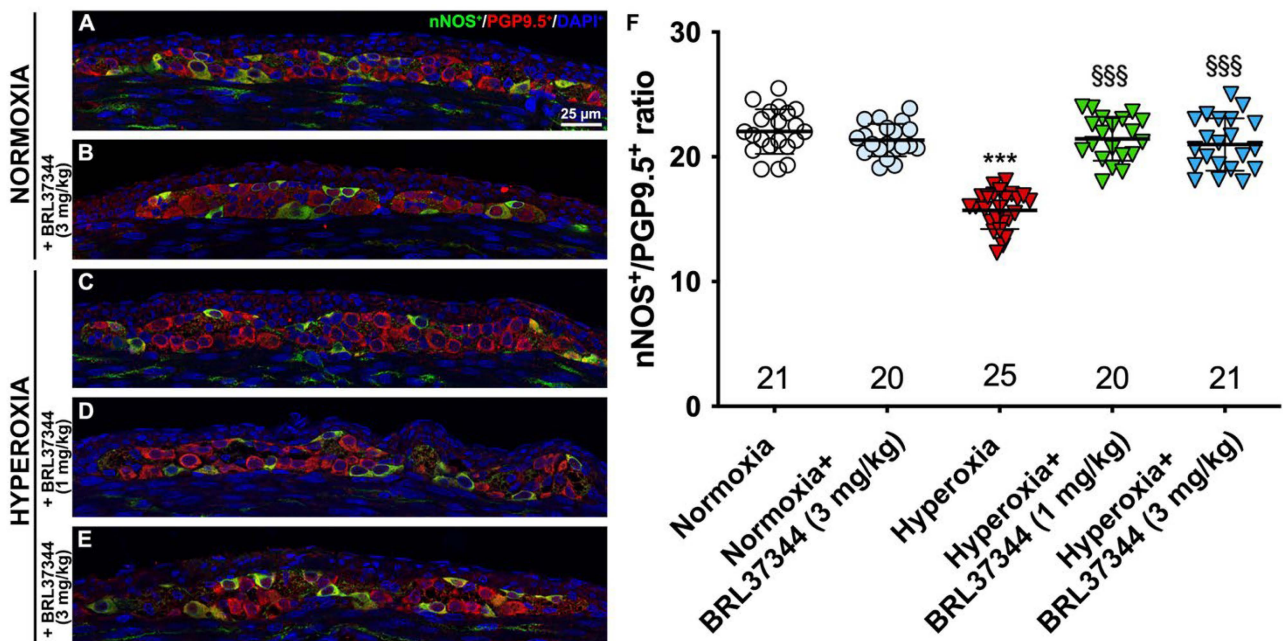 NORMOXIA
+ BRL37344
(3 mg/kg)
HYPEROXIA
+ BRL37344
(1 mg/kg)
+ BRL37344
(3 mg/kg)
A
nNOS⁺/PGP9.5⁺/DAPI⁺
25 µm
B
C
D
E
F
nNOS⁺/PGP9.5⁺ ratio
30
20
10
0
***
§§§
§§§
21
20
25
20
21
Normoxia
Normoxia+
BRL37344 (3 mg/kg)
Hyperoxia
Hyperoxia+
BRL37344 (1 mg/kg)
Hyperoxia+
BRL37344 (3 mg/kg)